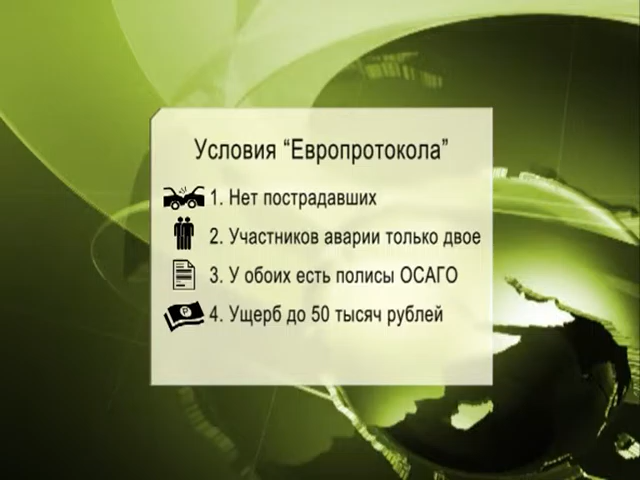 Условия “Европротокола”
1. Нет пострадавших
2. Участников аварии только двое
3. У обоих есть полисы ОСАГО
4. Ущерб до 50 тысяч рублей